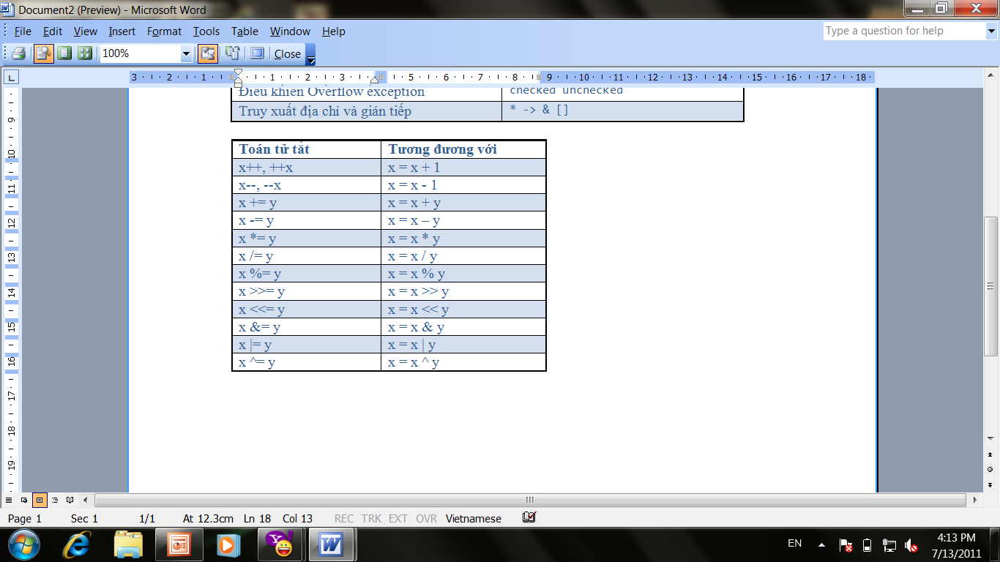 Document2 (Preview) - Microsoft Word
File Edit View Insert Format Tools Table Window Help
Type a question for help
100% Close
L 3 2 1 1 2 3 5 6 7 8 9 10 11 12 13 14 15 16 17 18
Điều khiển Overflow exception checked unchecked
Truy xuất địa chỉ và gián tiếp * -> & []
Toán tử tắt Tương đương với
x++, ++x x = x + 1
x--, --x x = x - 1
x += y x = x + y
x -= y x = x – y
x *= y x = x * y
x /= y x = x / y
x %= y x = x % y
x >>= y x = x >> y
x <<= y x = x << y
x &= y x = x & y
x |= y x = x | y
x ^= y x = x ^ y
9
10
11
12
13
14
15
16
17
18
19
Page 1 Sec 1 1/1 At 12.3cm Ln 18 Col 13 REC TRK EXT OVR Vietnamese
EN 4:13 PM
7/13/2011